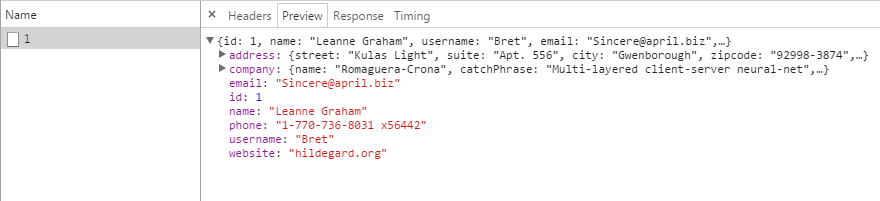 Name
× Headers Preview Response Timing
1
▼{id: 1, name: "Leanne Graham", username: "Bret", email: "Sincere@april.biz",…}
▶address: {street: "Kulas Light", suite: "Apt. 556", city: "Gwenborough", zipcode: "92998-3874",…}
▶company: {name: "Romaguera-Crona", catchPhrase: "Multi-layered client-server neural-net",…}
email: "Sincere@april.biz"
id: 1
name: "Leanne Graham"
phone: "1-770-736-8031 x56442"
username: "Bret"
website: "hildegard.org"